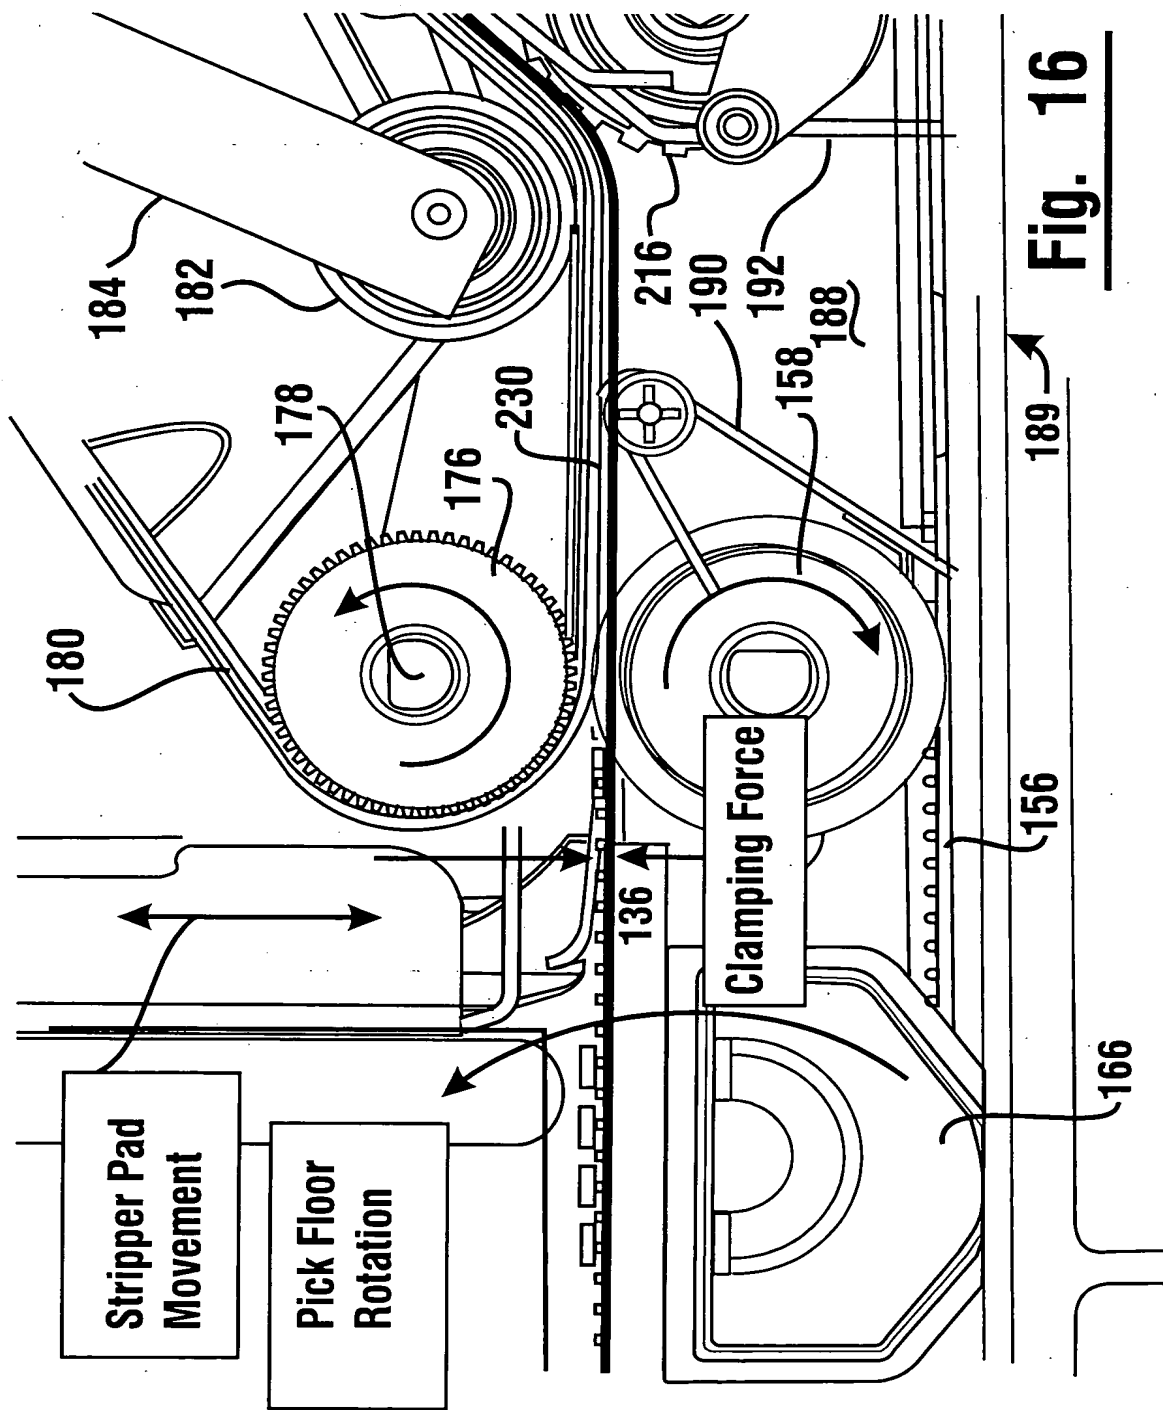 184
182
178
230
176
180
216
190
192
188
158
189
Fig. 16
136
Clamping Force
156
166
Stripper Pad
Movement
Pick Floor
Rotation